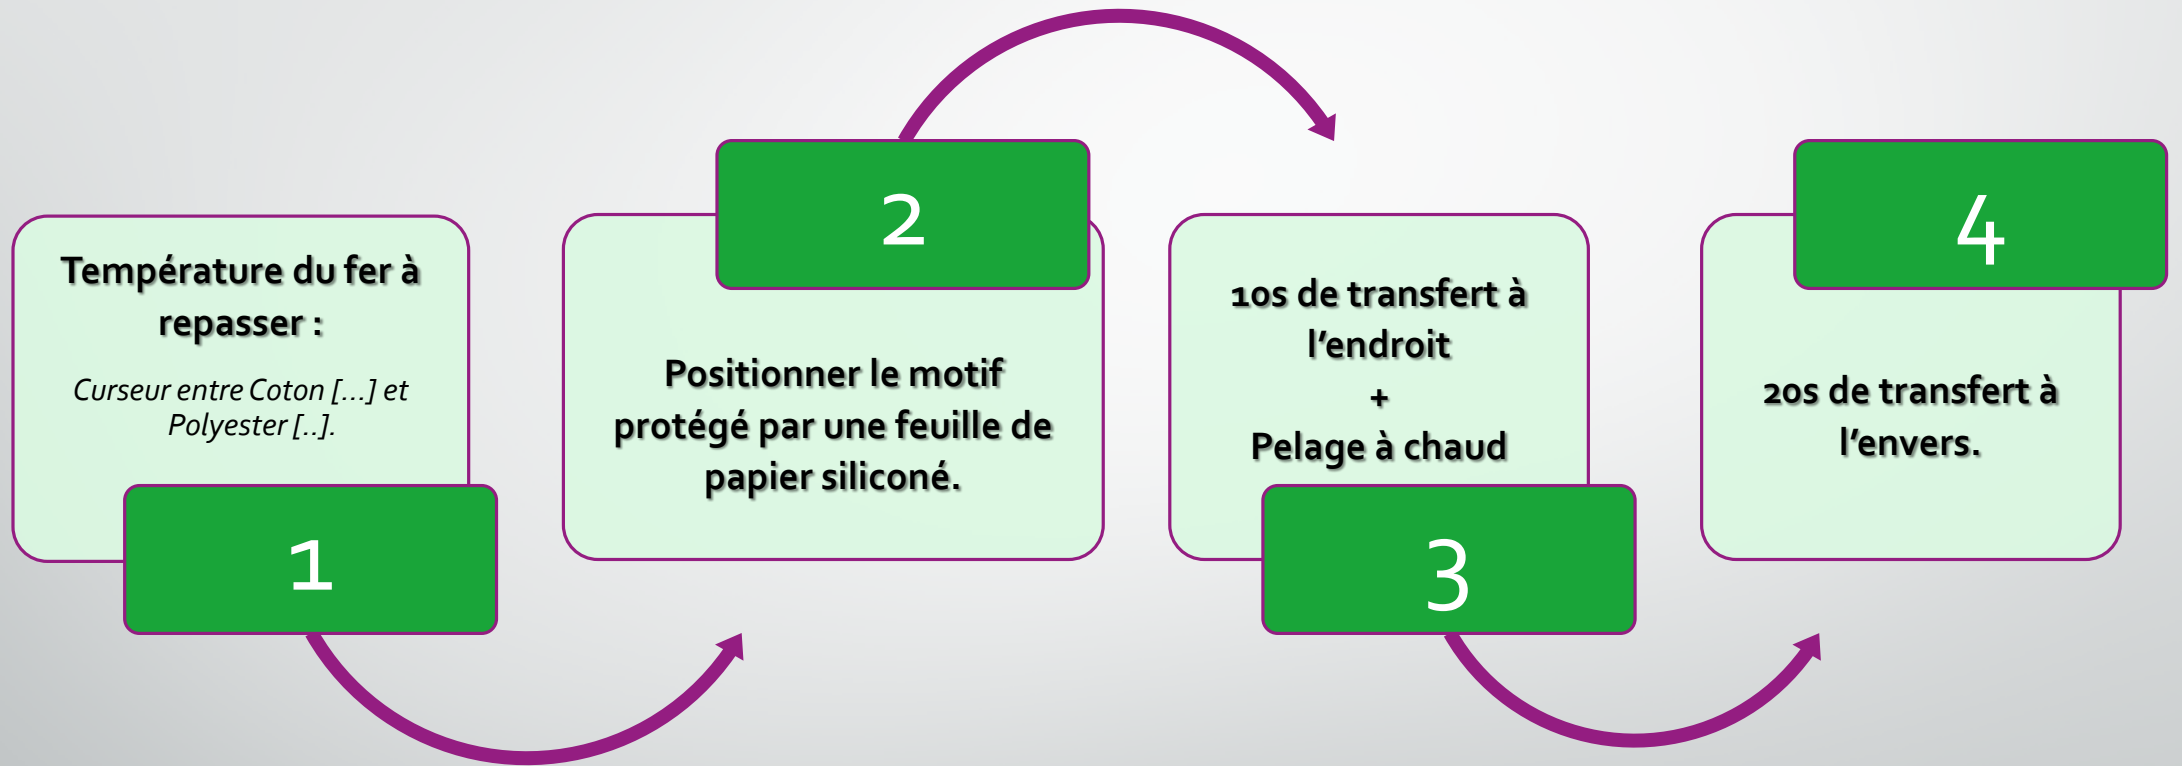 Température du fer à
repasser :
Curseur entre Coton [...] et
Polyester [..].
1
2
Positionner le motif
protégé par une feuille de
papier siliconé.
10s de transfert à
l'endroit
+
Pelage à chaud
3
4
20s de transfert à
l'envers.